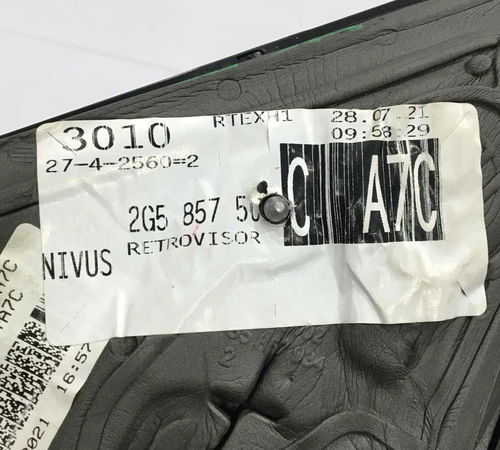 3010
RTEXH1
28.07.21
09:58:29
27-4-2560=2
2G5 857 50
C A7C
RETROVISOR
NIVUS
A7C
A7C
16:57
2021